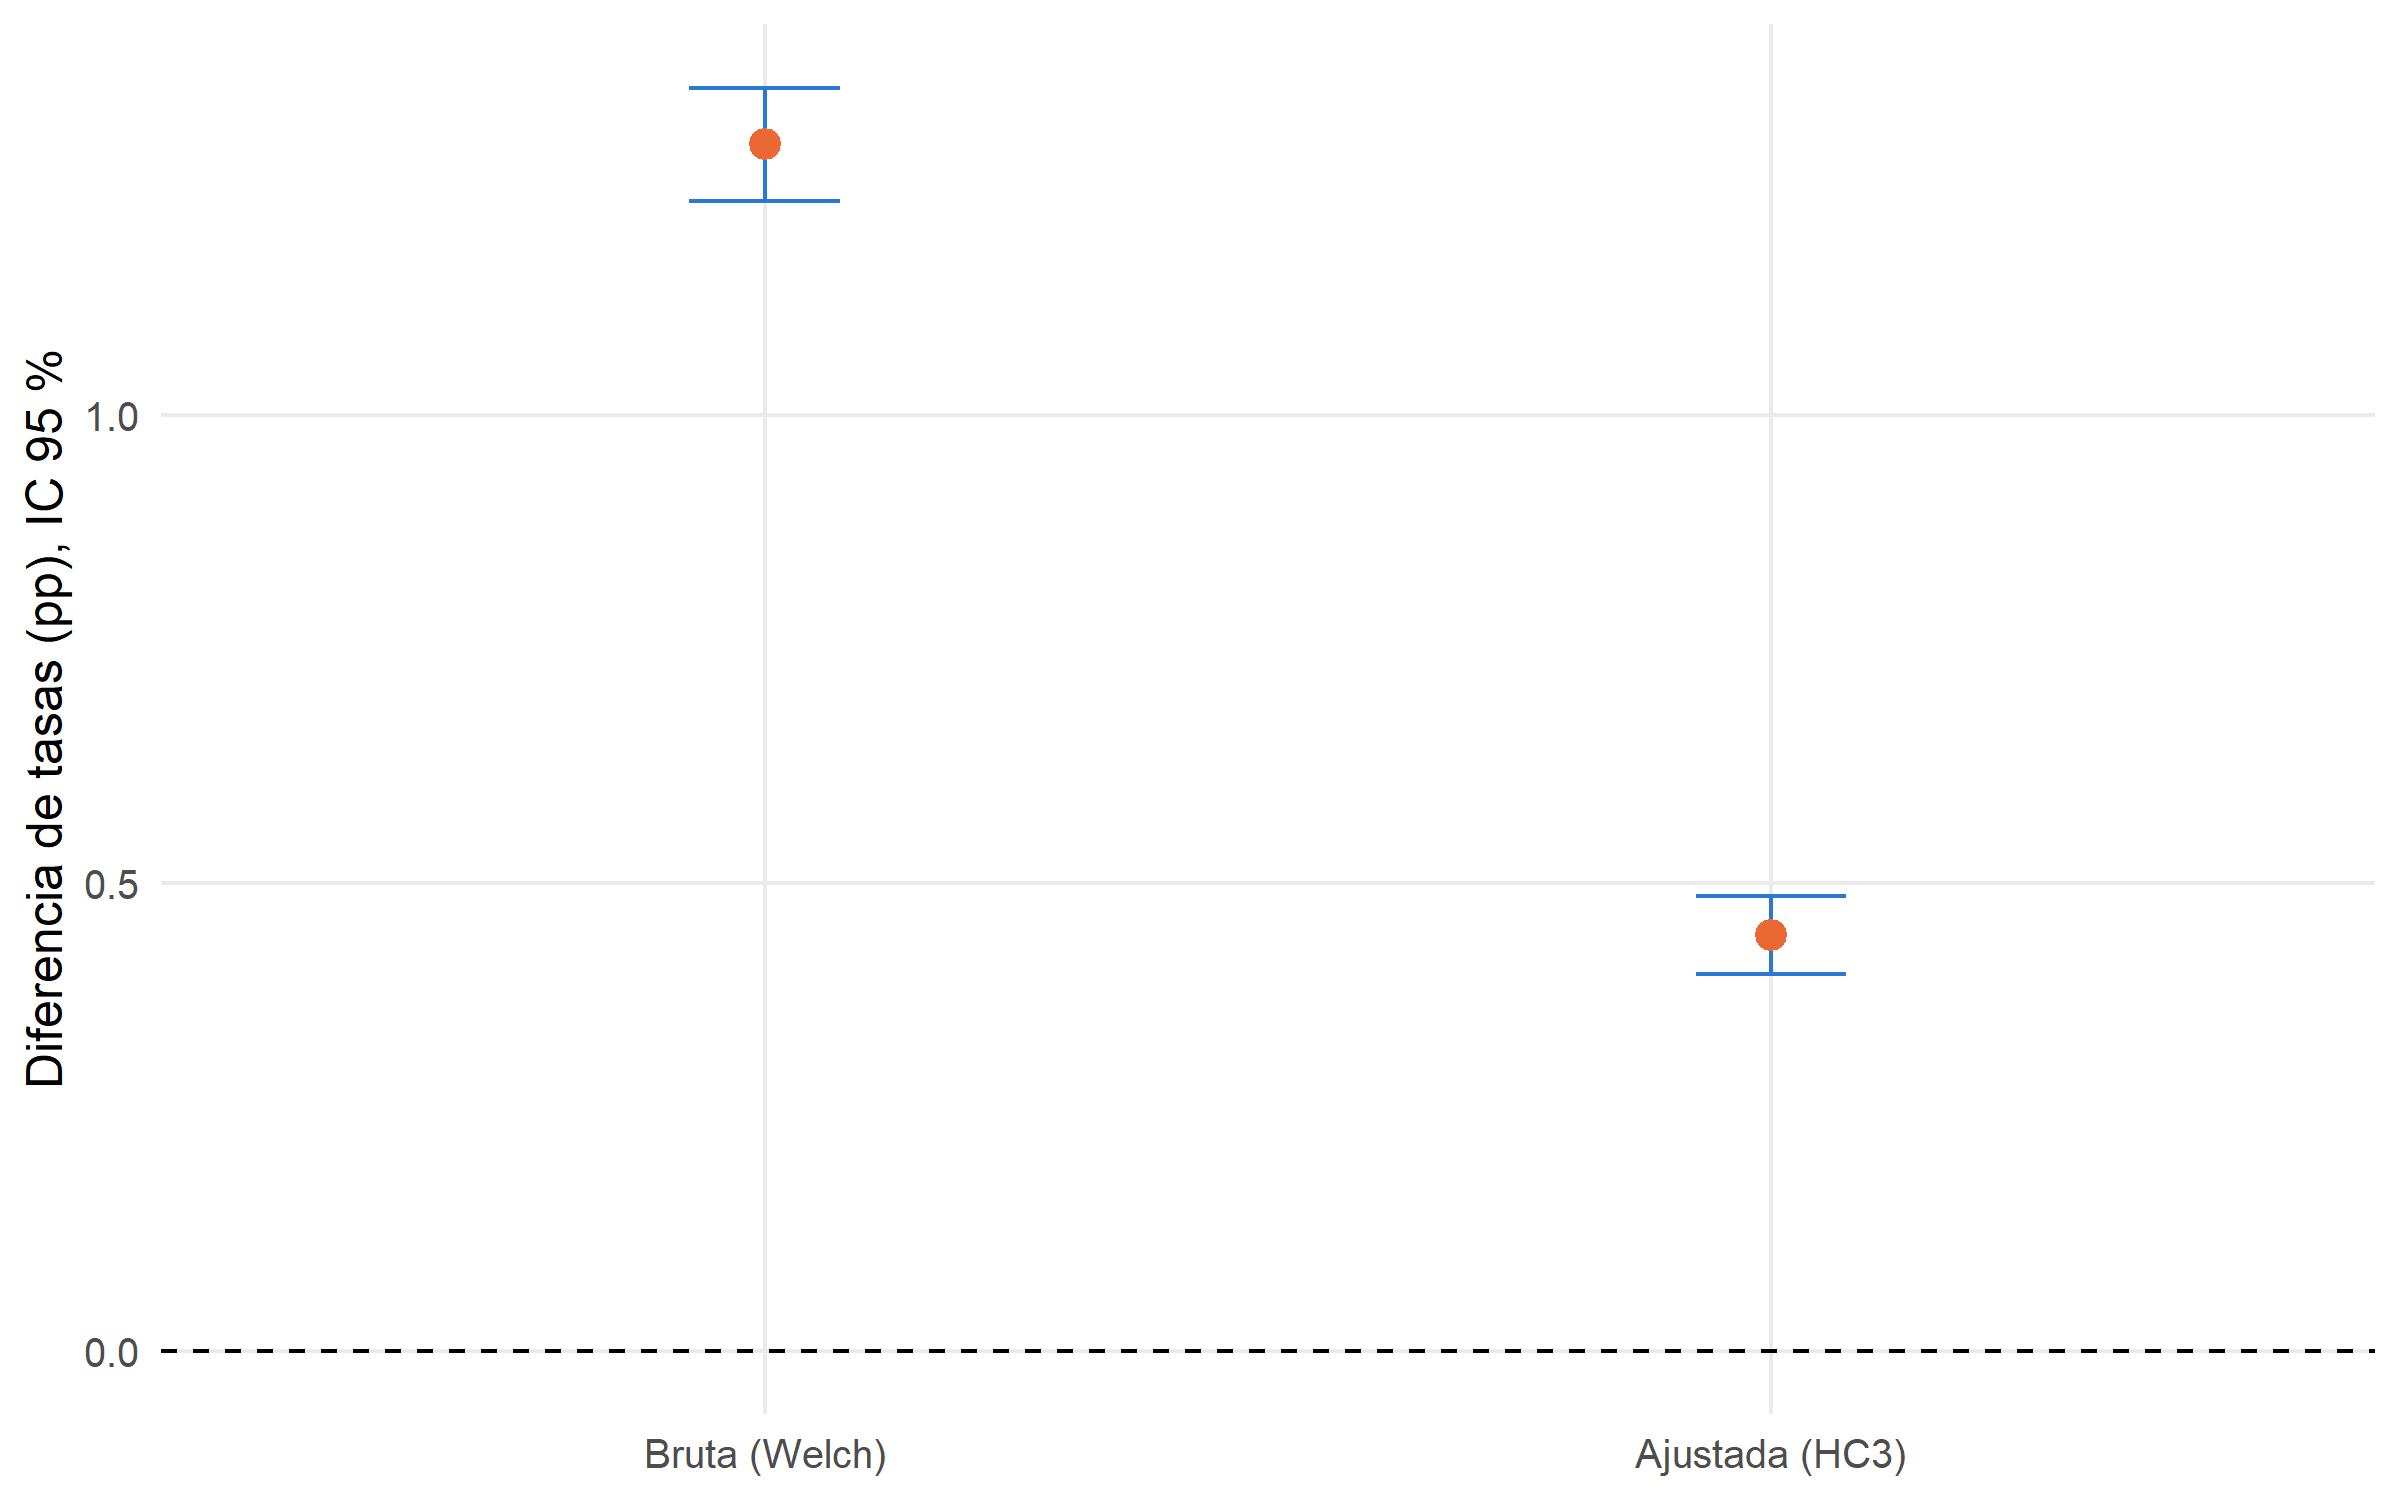 Diferencia de tasas (pp), IC 95 %
1.0
0.5
0.0
Bruta (Welch)
Ajustada (HC3)